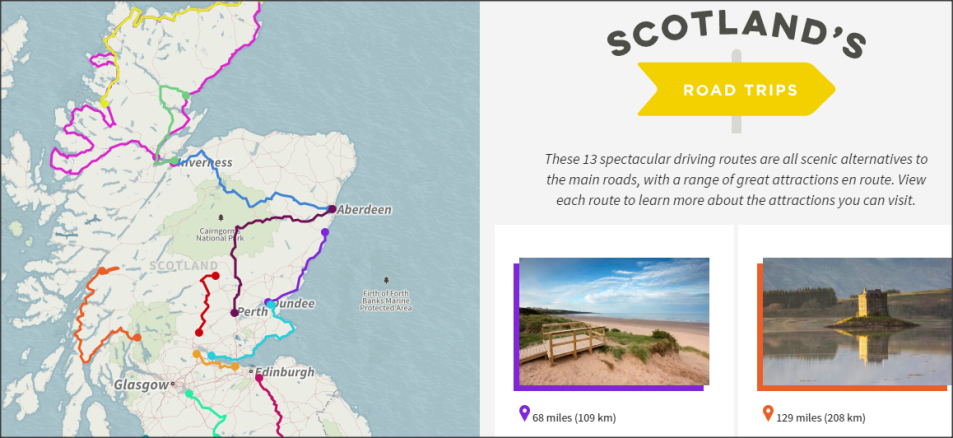 Inverness
Aberdeen
Cairngorms
National Park
SCOTLAND
Firth of Forth
Banks Marine
Protected Area
Dundee
Perth
Edinburgh
Glasgow
SCOTLAND'S
ROAD TRIPS
These 13 spectacular driving routes are all scenic alternatives to
the main roads, with a range of great attractions en route. View
each route to learn more about the attractions you can visit.
68 miles (109 km)
129 miles (208 km)